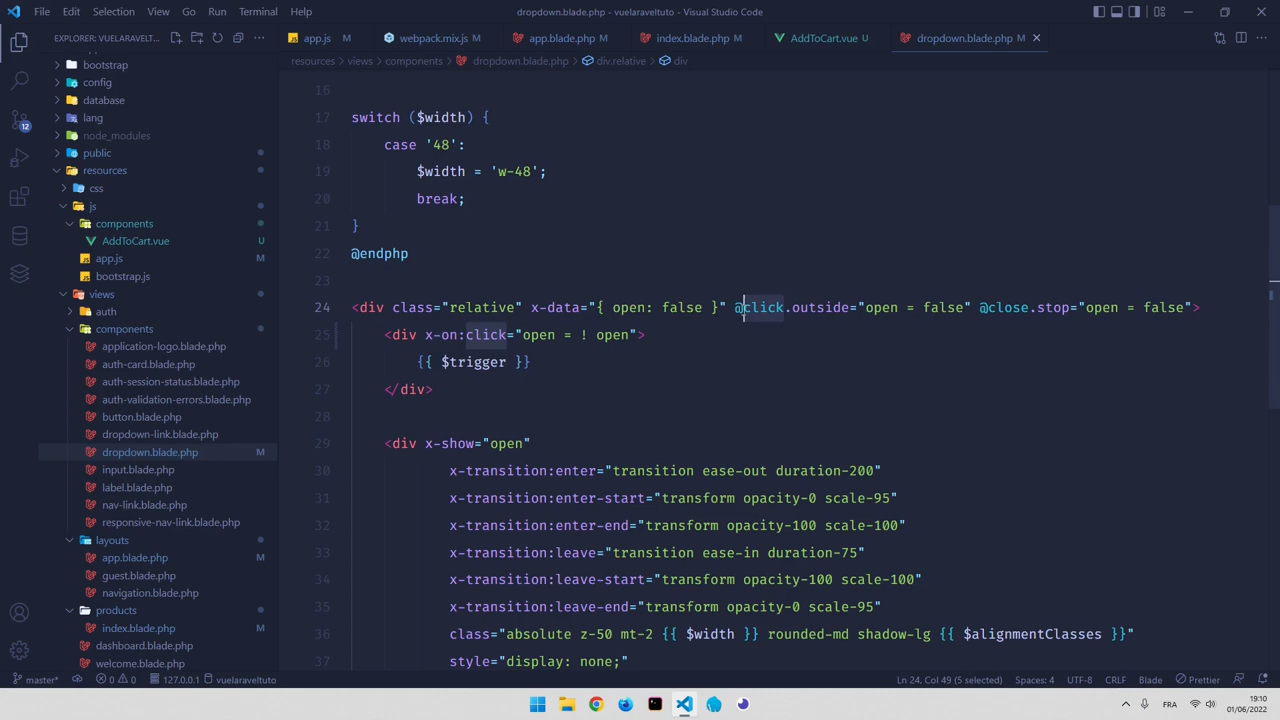 File Edit Selection View Go Run Terminal Help
dropdown.blade.php - vuelaraveltuto - Visual Studio Code
EXPLORER: VUELARAVELT...
app.js M
webpack.mix.js M
app.blade.php M
index.blade.php M
AddToCart.vue U
dropdown.blade.php M
resources > views > components > dropdown.blade.php > div.relative > div
bootstrap
config
database
lang
node_modules
public
resources
css
js
components
AddToCart.vue U
app.js M
bootstrap.js
views
auth
components
application-logo.blade.php
auth-card.blade.php
auth-session-status.blade.php
auth-validation-errors.blade.php
button.blade.php
dropdown-link.blade.php
dropdown.blade.php M
input.blade.php
label.blade.php
nav-link.blade.php
responsive-nav-link.blade.php
layouts
app.blade.php M
guest.blade.php
navigation.blade.php
products
index.blade.php M
dashboard.blade.php
welcome.blade.php
12
16
17 switch ($width) {
18 case '48':
19 $width = 'w-48';
20 break;
21 }
22 @endphp
23
24 <div class="relative" x-data="{ open: false }" @click.outside="open = false" @close.stop="open = false">
25 <div x-on:click="open = ! open">
26 {{ $trigger }}
27 </div>
28
29 <div x-show="open"
30 x-transition:enter="transition ease-out duration-200"
31 x-transition:enter-start="transform opacity-0 scale-95"
32 x-transition:enter-end="transform opacity-100 scale-100"
33 x-transition:leave="transition ease-in duration-75"
34 x-transition:leave-start="transform opacity-100 scale-100"
35 x-transition:leave-end="transform opacity-0 scale-95"
36 class="absolute z-50 mt-2 {{ $width }} rounded-md shadow-lg {{ $alignmentClasses }}"
37 style="display: none;"
master* 0 0 127.0.0.1 vuelaraveltuto Ln 24, Col 49 (5 selected) Spaces: 4 UTF-8 CRLF Blade Prettier
FRA 19:10
01/06/2022